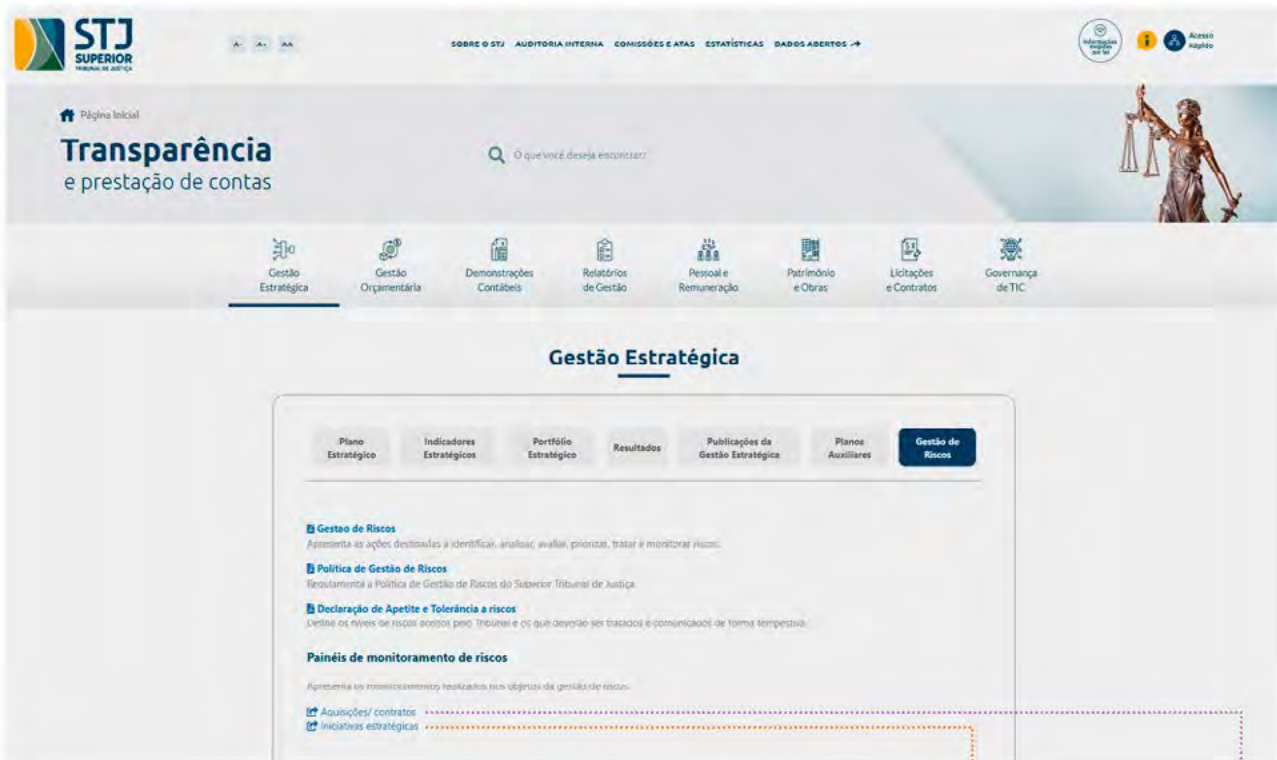 STJ
SUPERIOR
TRIBUNAL DE JUSTIÇA
A- A+ AA
SOBRE O STJ AUDITORIA INTERNA COMISSÕES E ATAS ESTATÍSTICAS DADOS ABERTOS
Informações exigidas por lei
Acesso
Rápido
Página Inicial
Transparência
e prestação de contas
O que você deseja encontrar?
Gestão
Estratégica
Gestão
Orçamentária
Demonstrações
Contábeis
Relatórios
de Gestão
Pessoal e
Remuneração
Patrimônio
e Obras
Licitações
e Contratos
Governança
de TIC
Gestão Estratégica
Plano
Estratégico
Indicadores
Estratégicos
Portfólio
Estratégico
Resultados
Publicações da
Gestão Estratégica
Planos
Auxiliares
Gestão de
Riscos
Gestao de Riscos
Apresenta as ações destinadas a identificar, analisar, avaliar, priorizar, tratar e monitorar riscos.
Política de Gestão de Riscos
Regulamenta a Política de Gestão de Riscos do Superior Tribunal de Justiça.
Declaração de Apetite e Tolerância a riscos
Define os níveis de riscos aceitos pelo Tribunal e os que deverão ser tratados e comunicados de forma tempestiva.
Painéis de monitoramento de riscos
Apresenta os monitoramentos realizados nos objetos da gestão de riscos.
Aquisições/ contratos
Iniciativas estratégicas